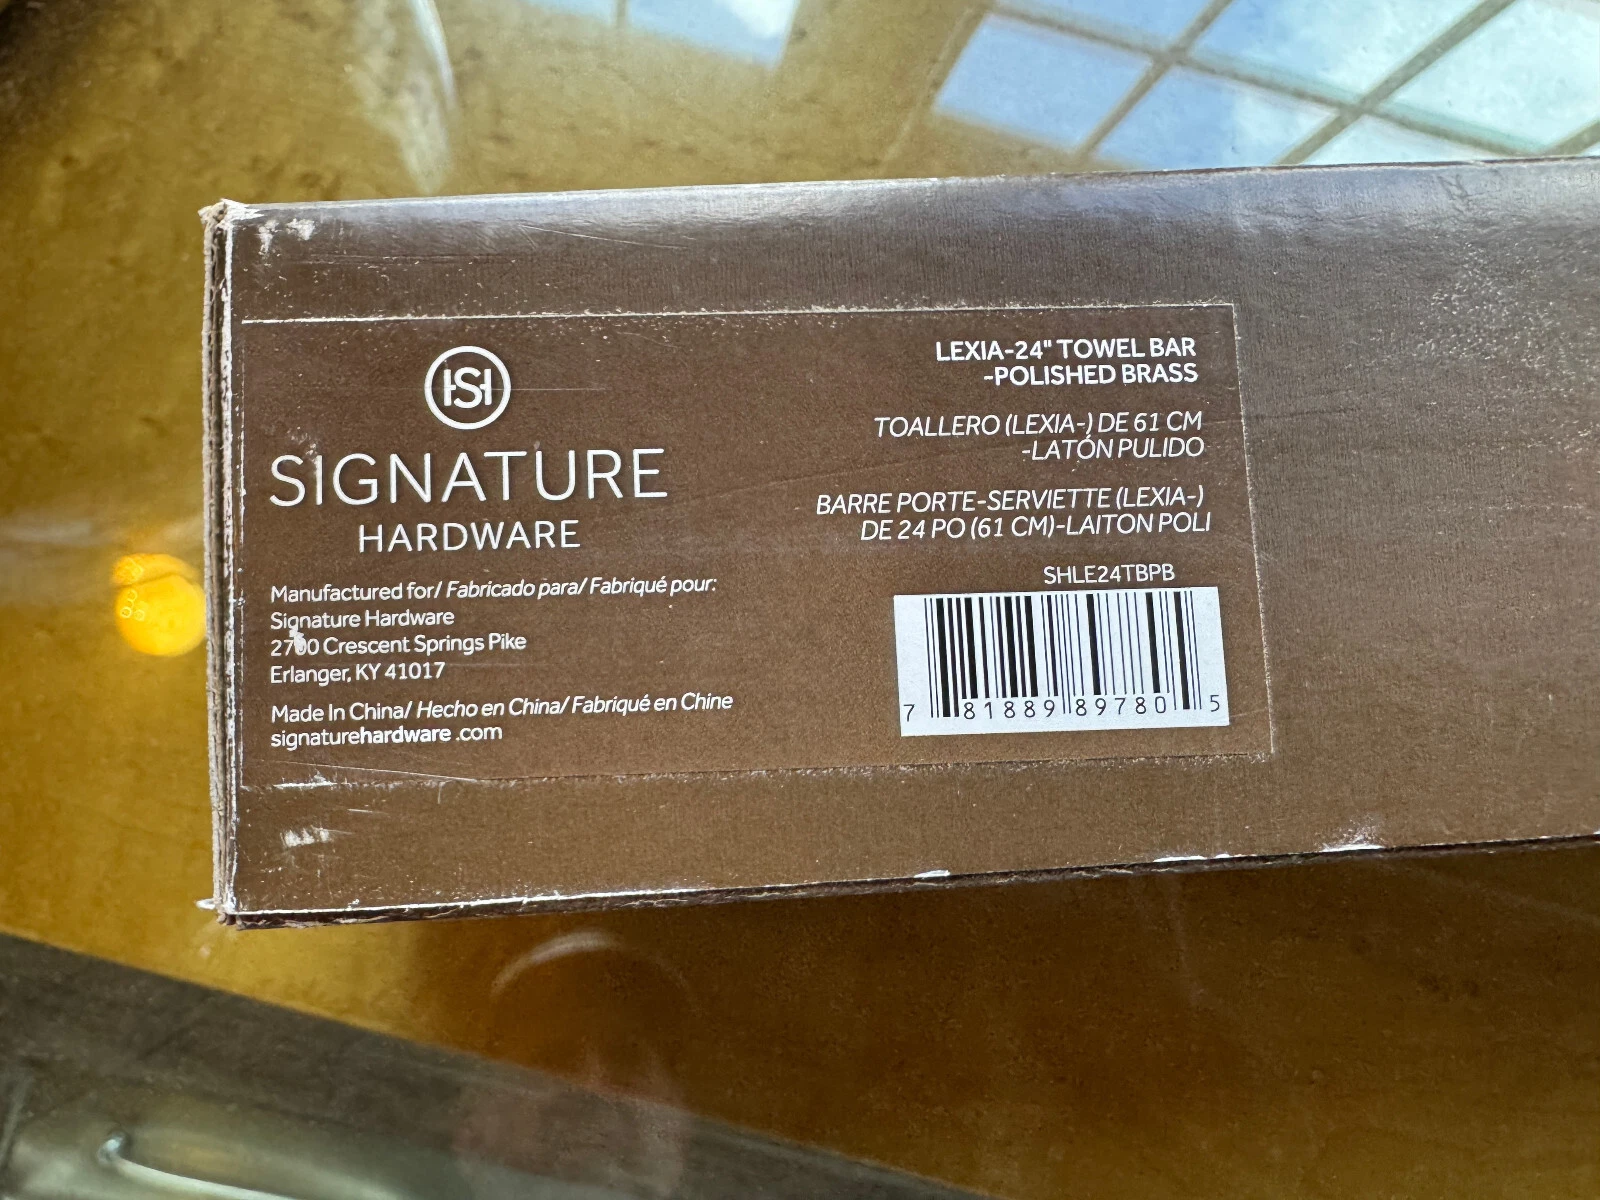 HSH
SIGNATURE
HARDWARE
Manufactured for/ Fabricado para/ Fabriqué pour:
Signature Hardware
2700 Crescent Springs Pike
Erlanger, KY 41017
Made In China/ Hecho en China/ Fabriqué en Chine
signaturehardware .com
LEXIA-24" TOWEL BAR
-POLISHED BRASS
TOALLERO (LEXIA-) DE 61 CM
-LATÓN PULIDO
BARRE PORTE-SERVIETTE (LEXIA-)
DE 24 PO (61 CM)-LAITON POLI
SHLE24TBPB
7 81889 89780 5